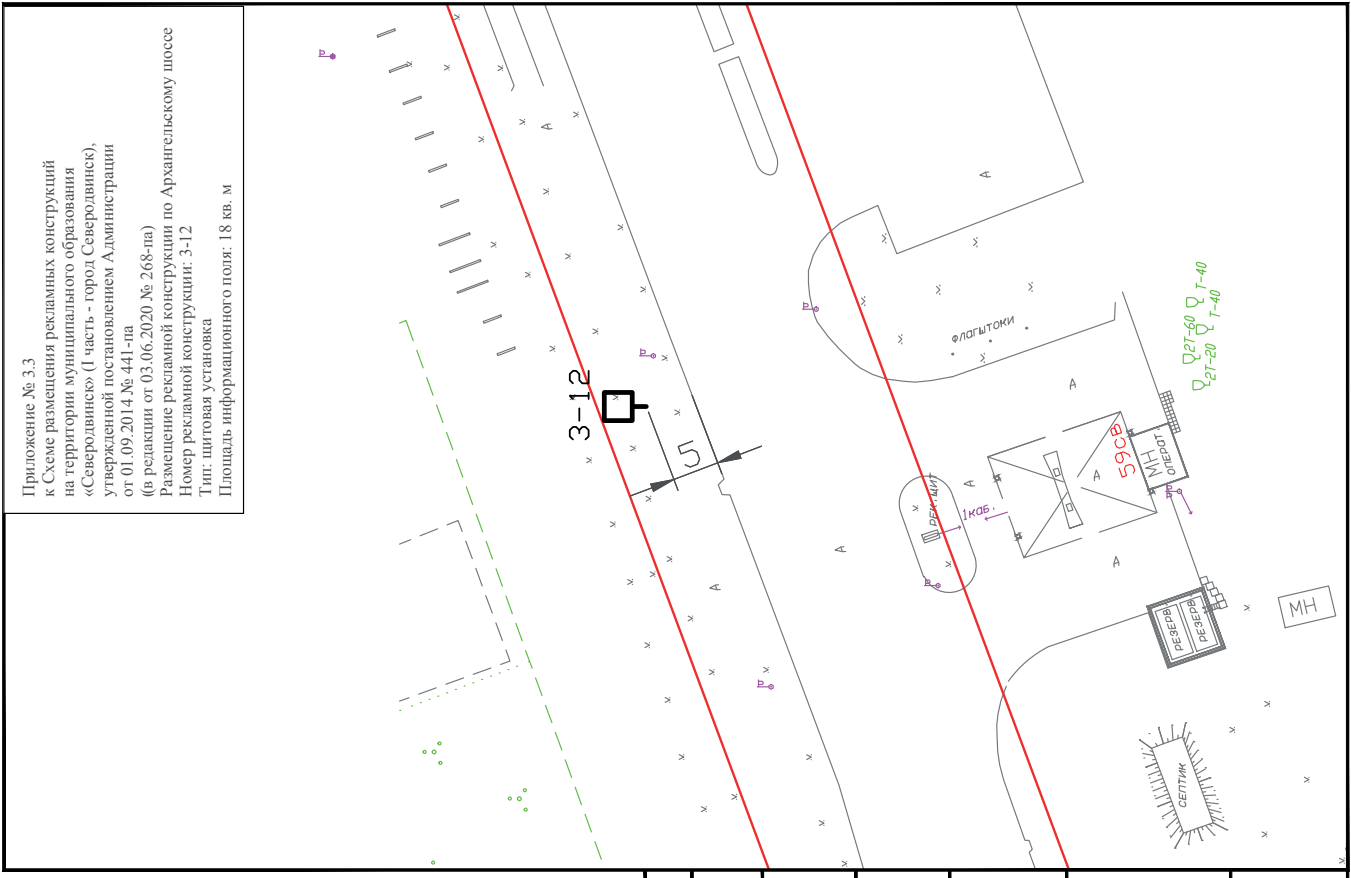 Приложение № 3.3
к Схеме размещения рекламных конструкций
на территории муниципального образования
«Северодвинск» (I часть - город Северодвинск),
утвержденной постановлением Администрации
от 01.09.2014 № 441-па
(в редакции от 03.06.2020 № 268-па)
Размещение рекламной конструкции по Архангельскому шоссе
Номер рекламной конструкции: 3-12
Тип: щитовая установка
Площадь информационного поля: 18 кв. м
3-12
5
А
А
А
А
ФЛАГШТОКИ
РЕК. ЩИТ
1каб.
А
А
А
А
59св
МН
ОПЕРАТ
2Т-60
Т-40
2Т-20
Т-40
РЕЗЕРВ
РЕЗЕРВ
МН
СЕПТИК